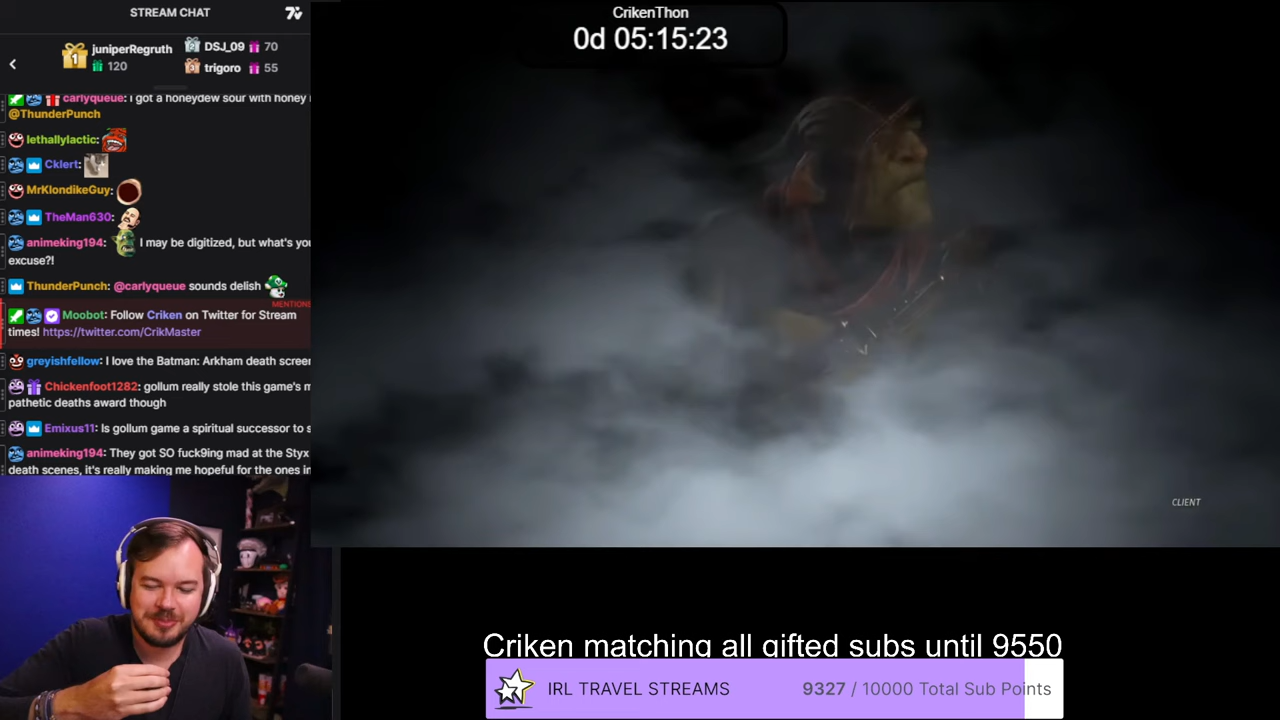 STREAM CHAT
juniperRegruth
120
DSJ_09 70
trigoro 55
1
carlyqueue: I got a honeydew sour with honey
@ThunderPunch
lethallylactic:
Cklert:
MrKlondikeGuy:
TheMan630:
animeking194: I may be digitized, but what's
excuse?!
ThunderPunch: @carlyqueue sounds delish
MENTIONS
Moobot: Follow Criken on Twitter for Stream
times! https://twitter.com/CrikMaster
greyishfellow: I love the Batman: Arkham death
Chickenfoot1282: gollum really stole this game's
pathetic deaths award though
Emixus11: Is gollum game a spiritual successor to
animeking194: They got SO fuck9ing mad at the Styx
death scenes, it's really making me hopeful for the ones
CrikenThon
0d 05:15:23
CLIENT
Criken matching all gifted subs until 9550
IRL TRAVEL STREAMS 9327 / 10000 Total Sub Points